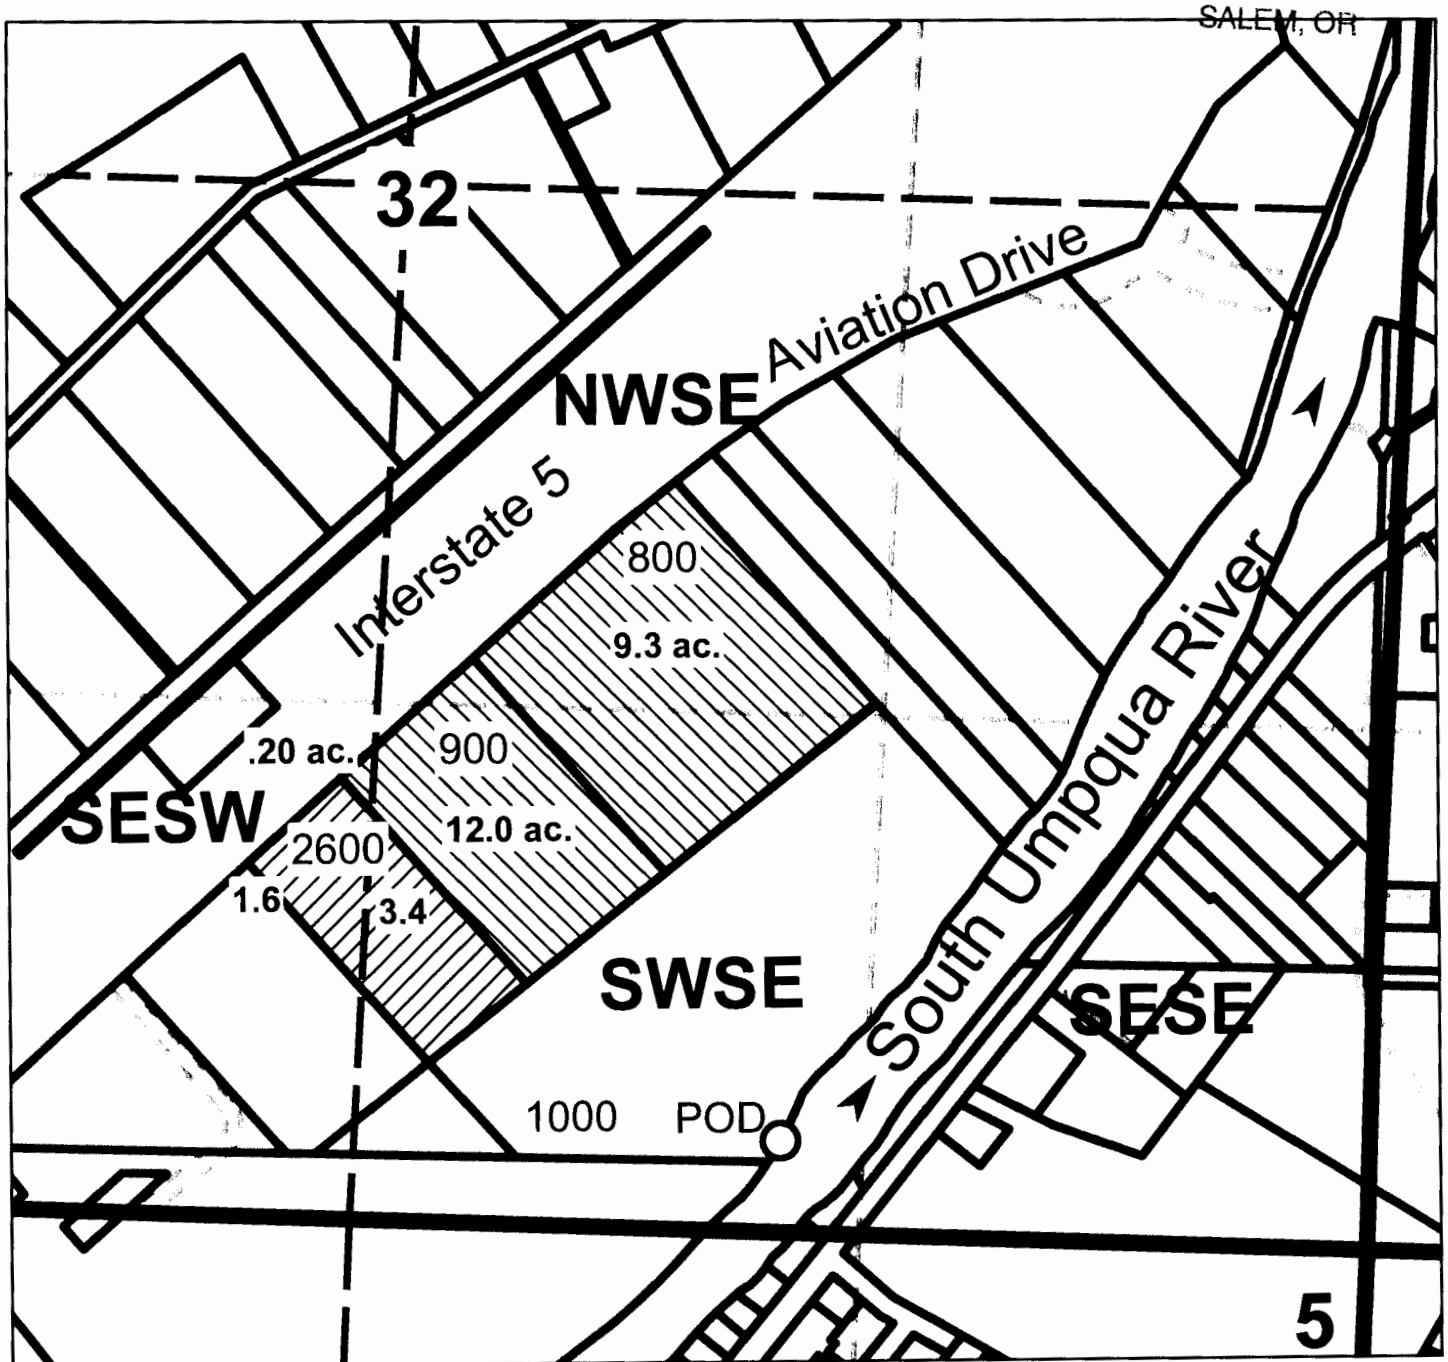 SALEM, OR
32
Aviation Drive
NWSE
Interstate 5
800
9.3 ac.
900
.20 ac.
12.0 ac.
SESW
2600
1.6
3.4
South Umpqua River
SWSE
SESE
1000
POD
5